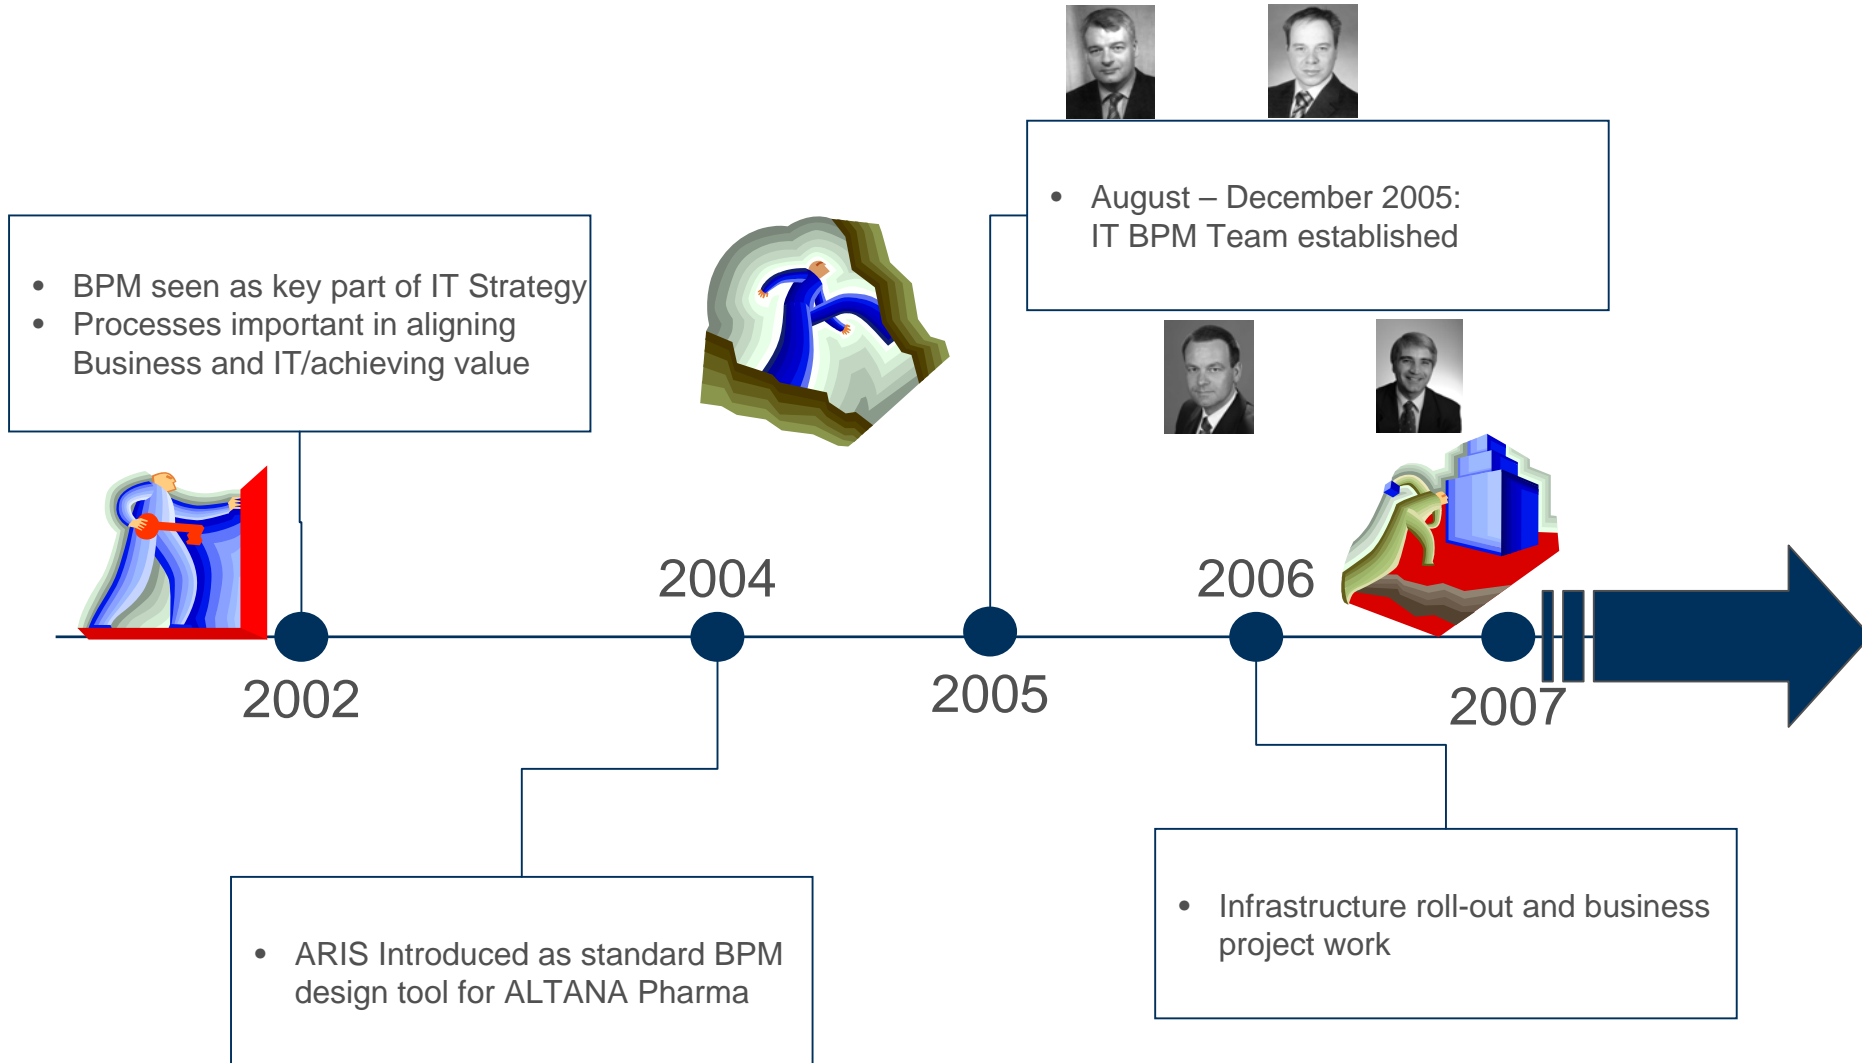 • BPM seen as key part of IT Strategy
• Processes important in aligning
Business and IT/achieving value
• August – December 2005:
IT BPM Team established
2002
2004
2005
2006
2007
• ARIS Introduced as standard BPM
design tool for ALTANA Pharma
• Infrastructure roll-out and business
project work